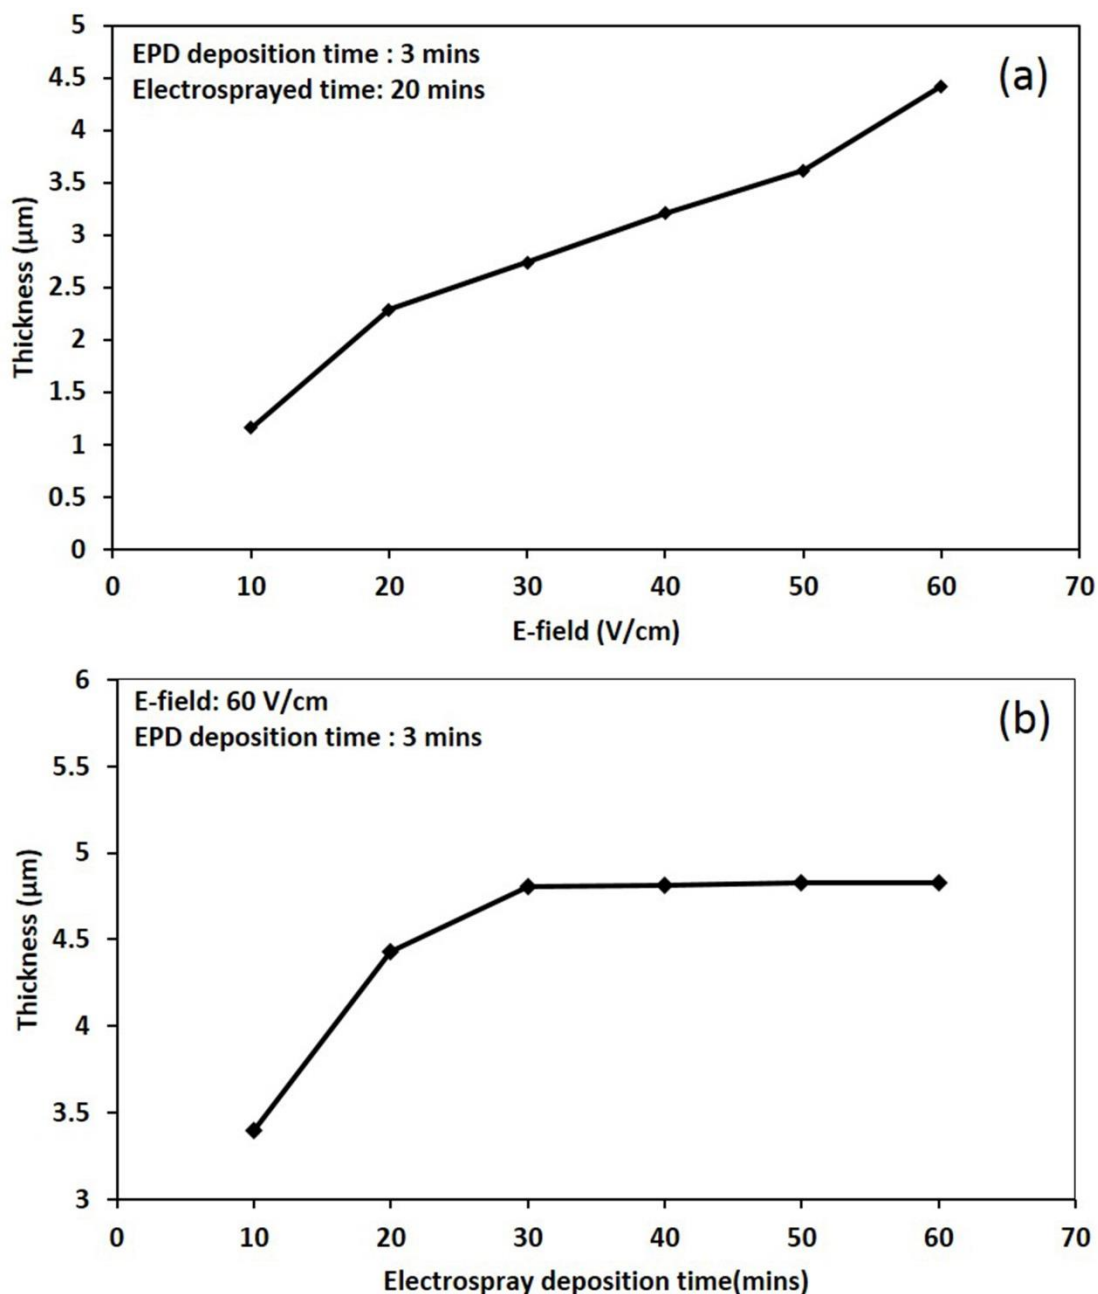 EPD deposition time : 3 mins
Electrosprayed time: 20 mins
(a)
5
4.5
4
3.5
3
2.5
2
1.5
1
0.5
0
Thickness (μm)
0 10 20 30 40 50 60 70
E-field (V/cm)
E-field: 60 V/cm
EPD deposition time : 3 mins
(b)
6
5.5
5
4.5
4
3.5
3
Thickness (μm)
0 10 20 30 40 50 60 70
Electrospray deposition time(mins)